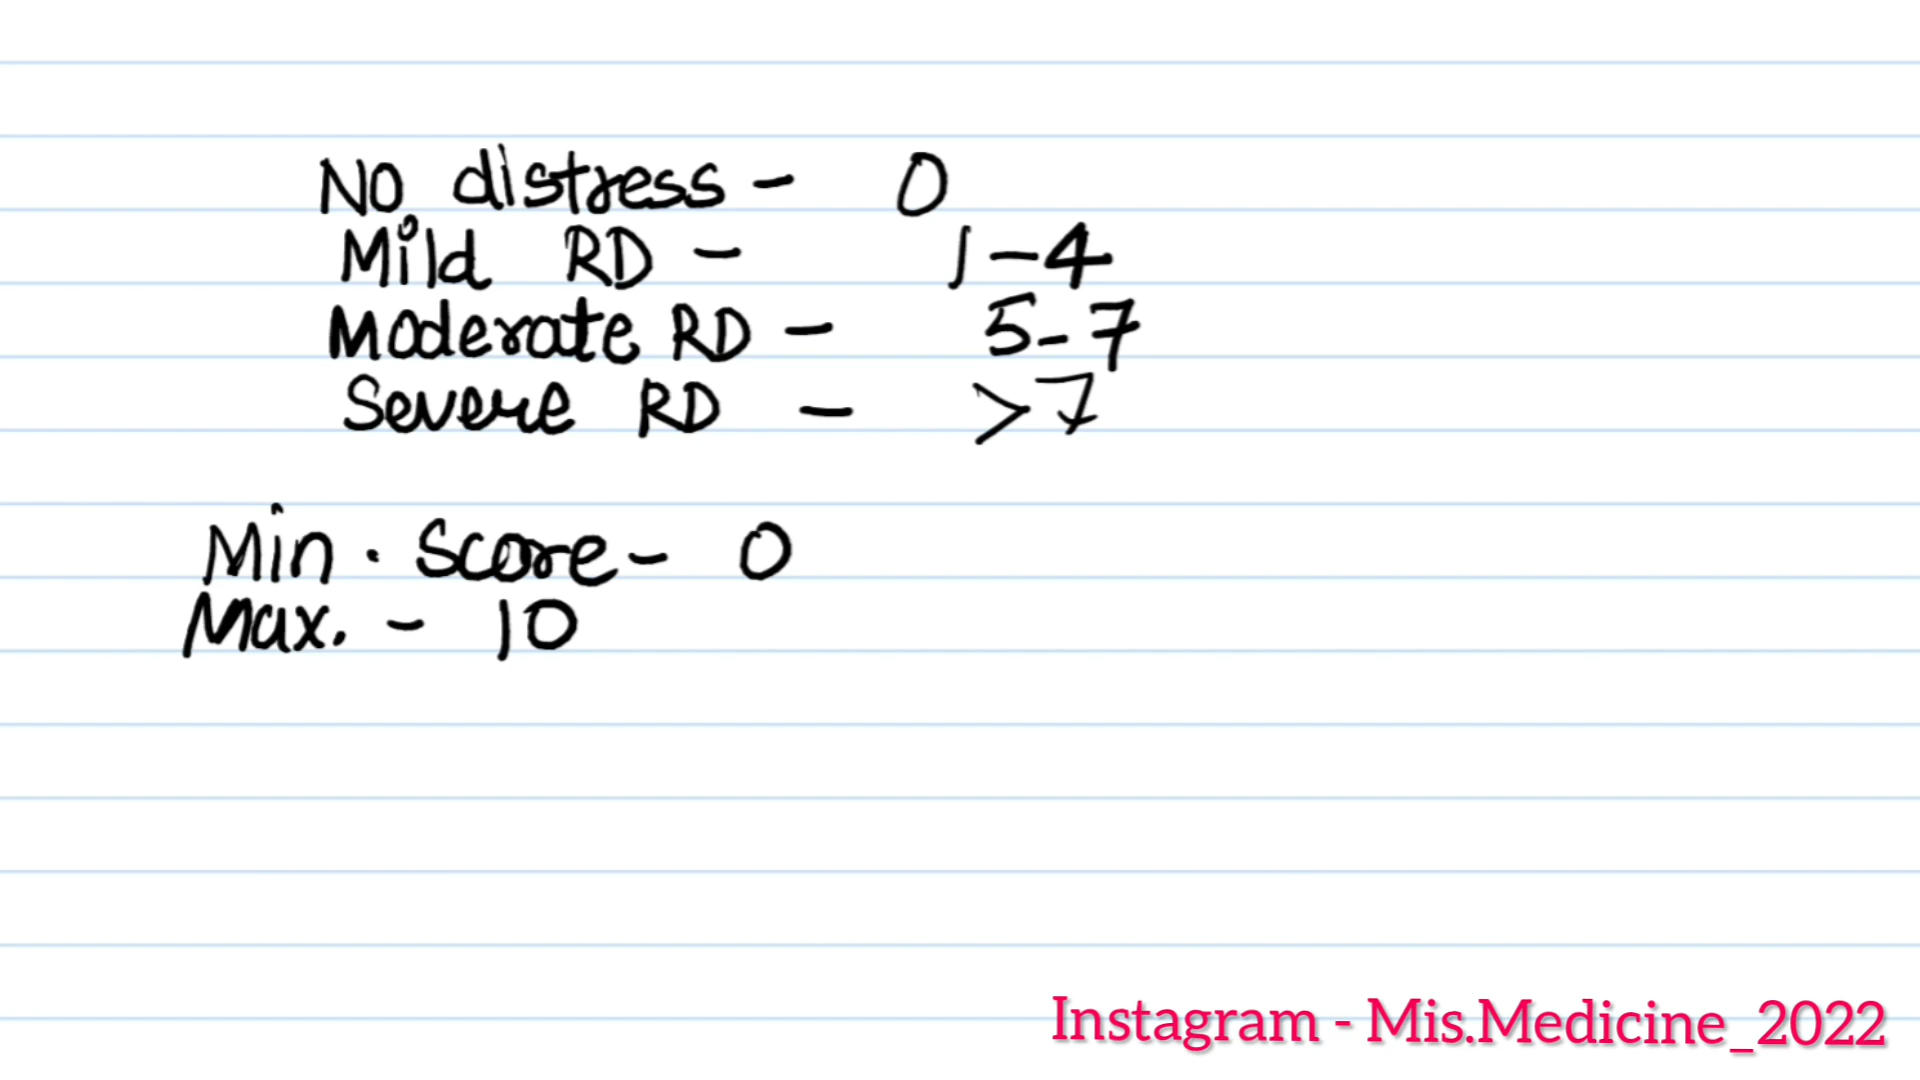 No distress - 0
Mild RD - 1-4
Moderate RD - 5-7
Severe RD - >7
Min. Score - 0
Max. - 10
Instagram - Mis.Medicine_2022